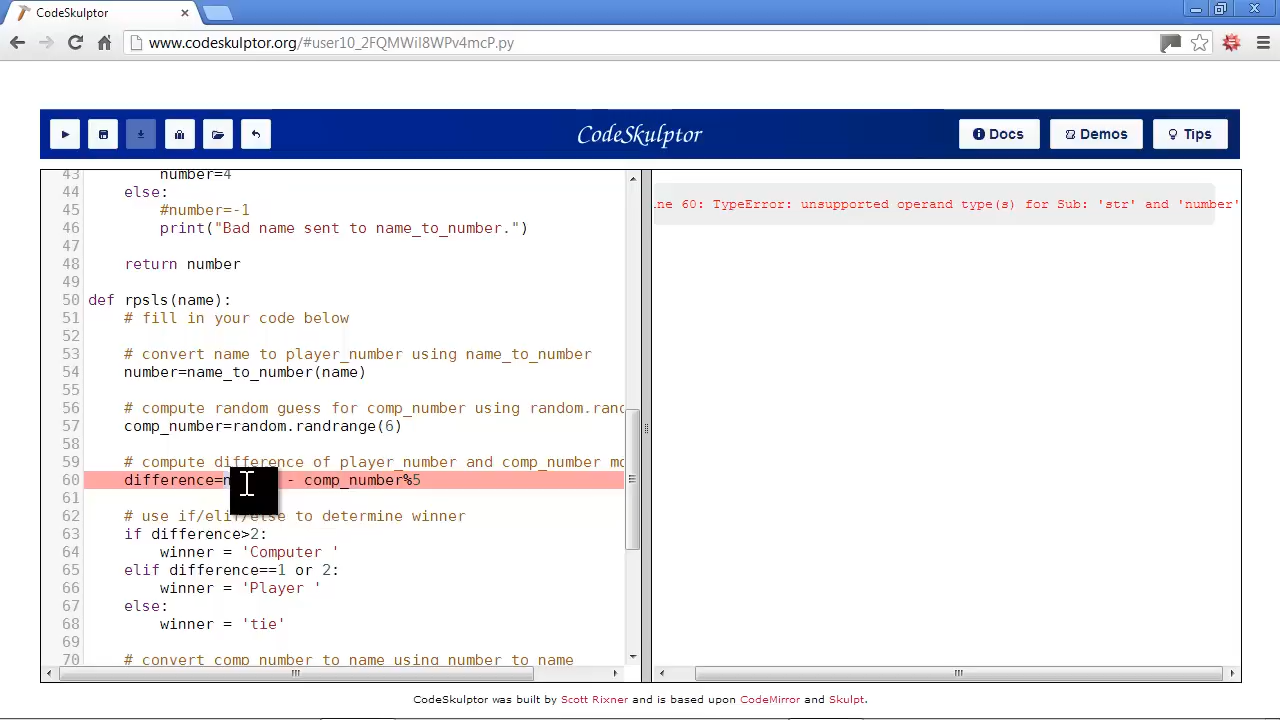 CodeSkulptor
www.codeskulptor.org/#user10_2FQMWiI8WPv4mcP.py
CodeSkulptor
Docs
Demos
Tips
43 number=4
44 else:
45 #number=-1
46 print("Bad name sent to name_to_number.")
47
48 return number
49
50 def rpsls(name):
51 # fill in your code below
52
53 # convert name to player_number using name_to_number
54 number=name_to_number(name)
55
56 # compute random guess for comp_number using random.rand
57 comp_number=random.randrange(6)
58
59 # compute difference of player_number and comp_number mo
60 difference=n - comp_number%5
61
62 # use if/elif/else to determine winner
63 if difference>2:
64 winner = 'Computer '
65 elif difference==1 or 2:
66 winner = 'Player '
67 else:
68 winner = 'tie'
69
70 # convert comp_number to name using number_to_name
ne 60: TypeError: unsupported operand type(s) for Sub: 'str' and 'number'
CodeSkulptor was built by Scott Rixner and is based upon CodeMirror and Skulpt.